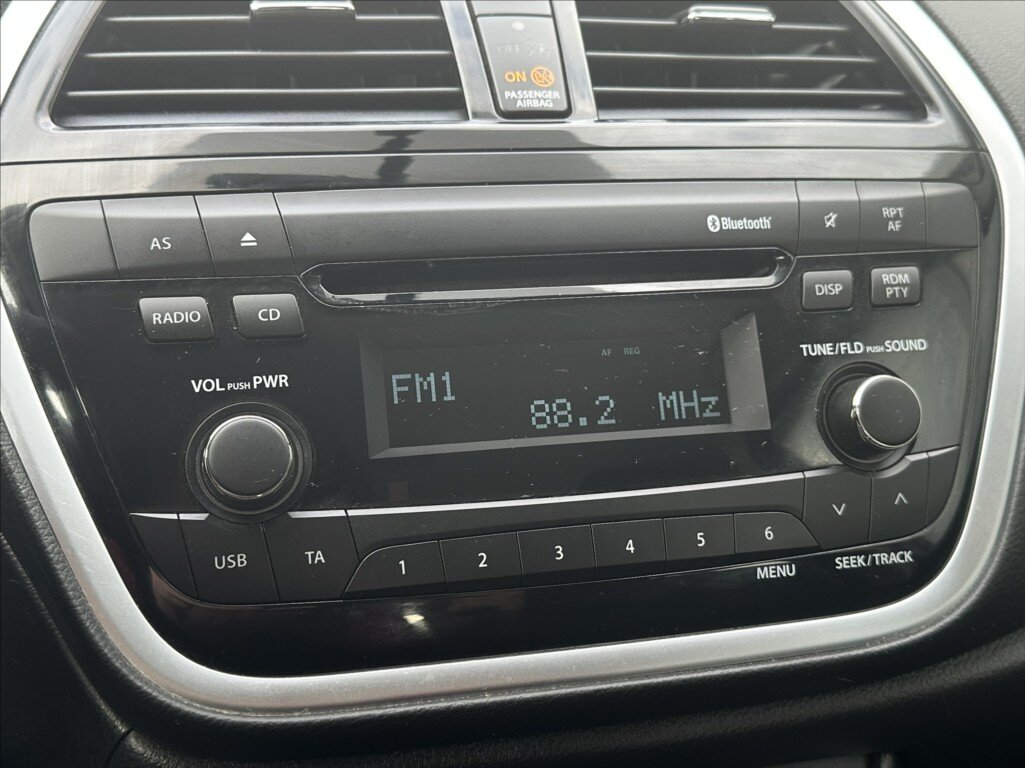 OFF
ON
PASSENGER
AIRBAG
AS
Bluetooth
RPT
AF
RADIO
CD
DISP
RDM
PTY
AF REG
TUNE/FLD PUSH SOUND
VOL PUSH PWR
FM1
88.2 MHz
USB
TA
1
2
3
4
5
6
MENU
SEEK/TRACK